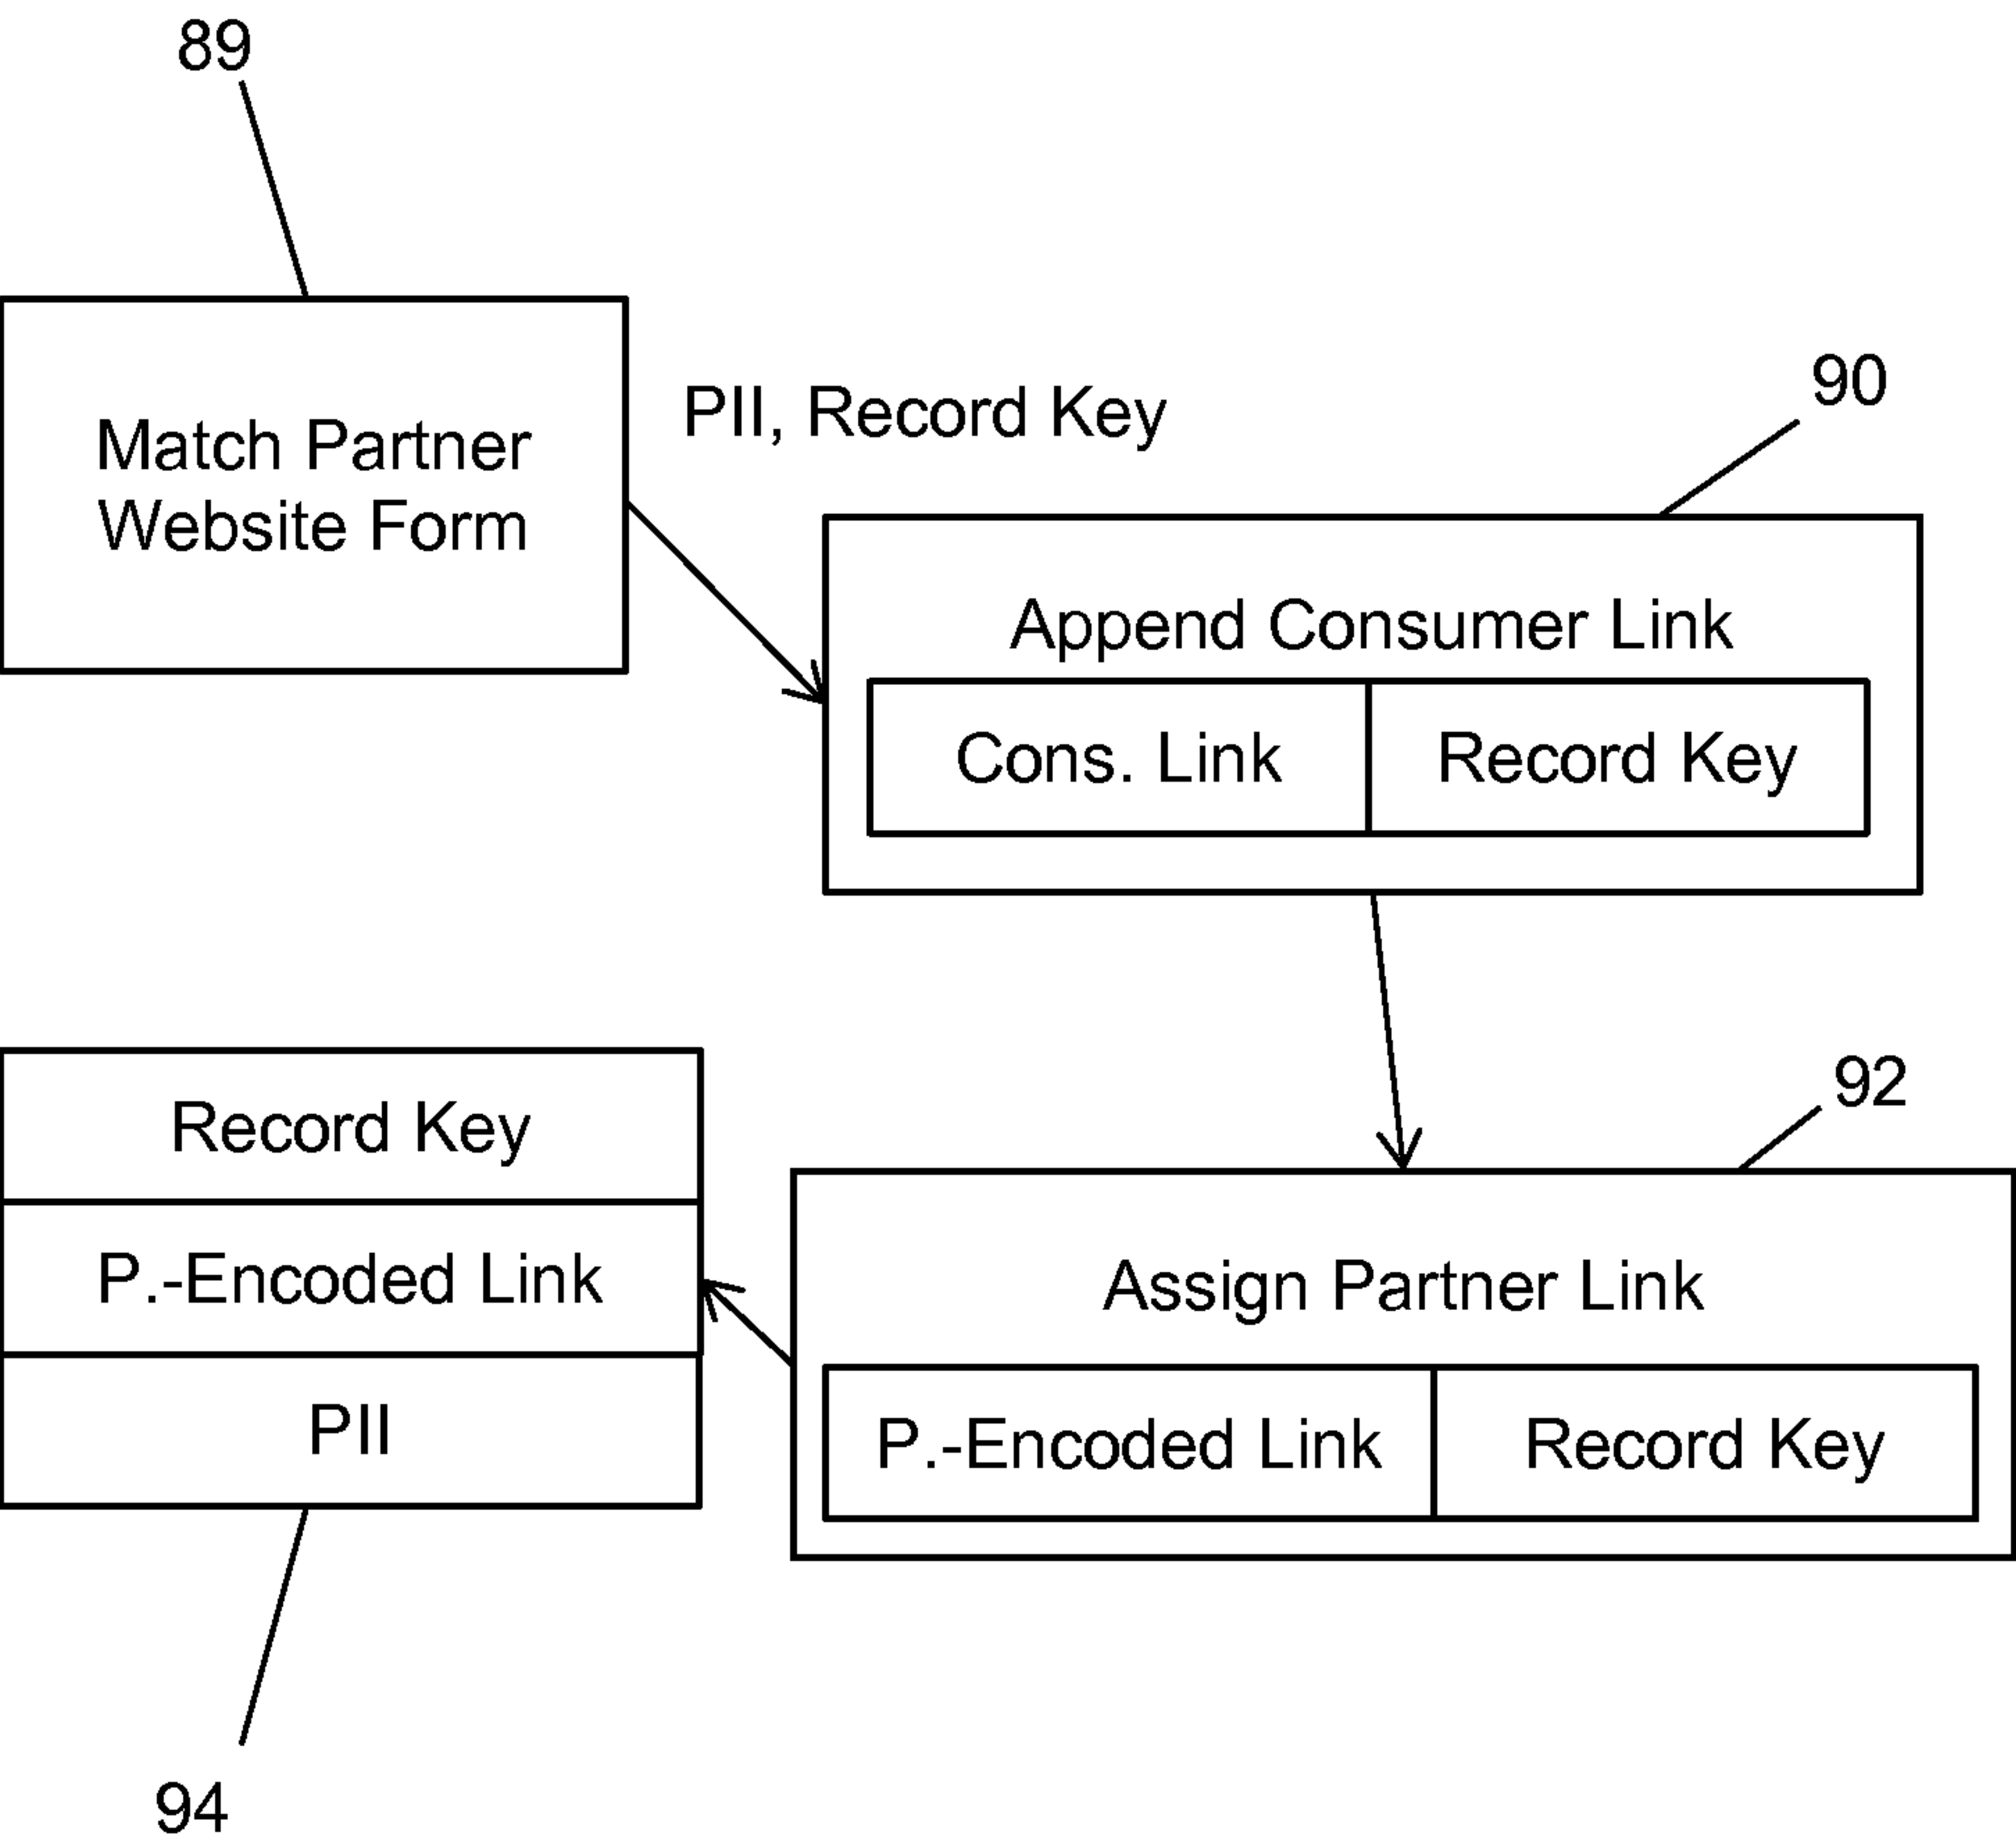 89
Match Partner
Website Form
PII, Record Key
90
Append Consumer Link
Cons. Link
Record Key
92
Assign Partner Link
P.-Encoded Link
Record Key
Record Key
P.-Encoded Link
PII
94